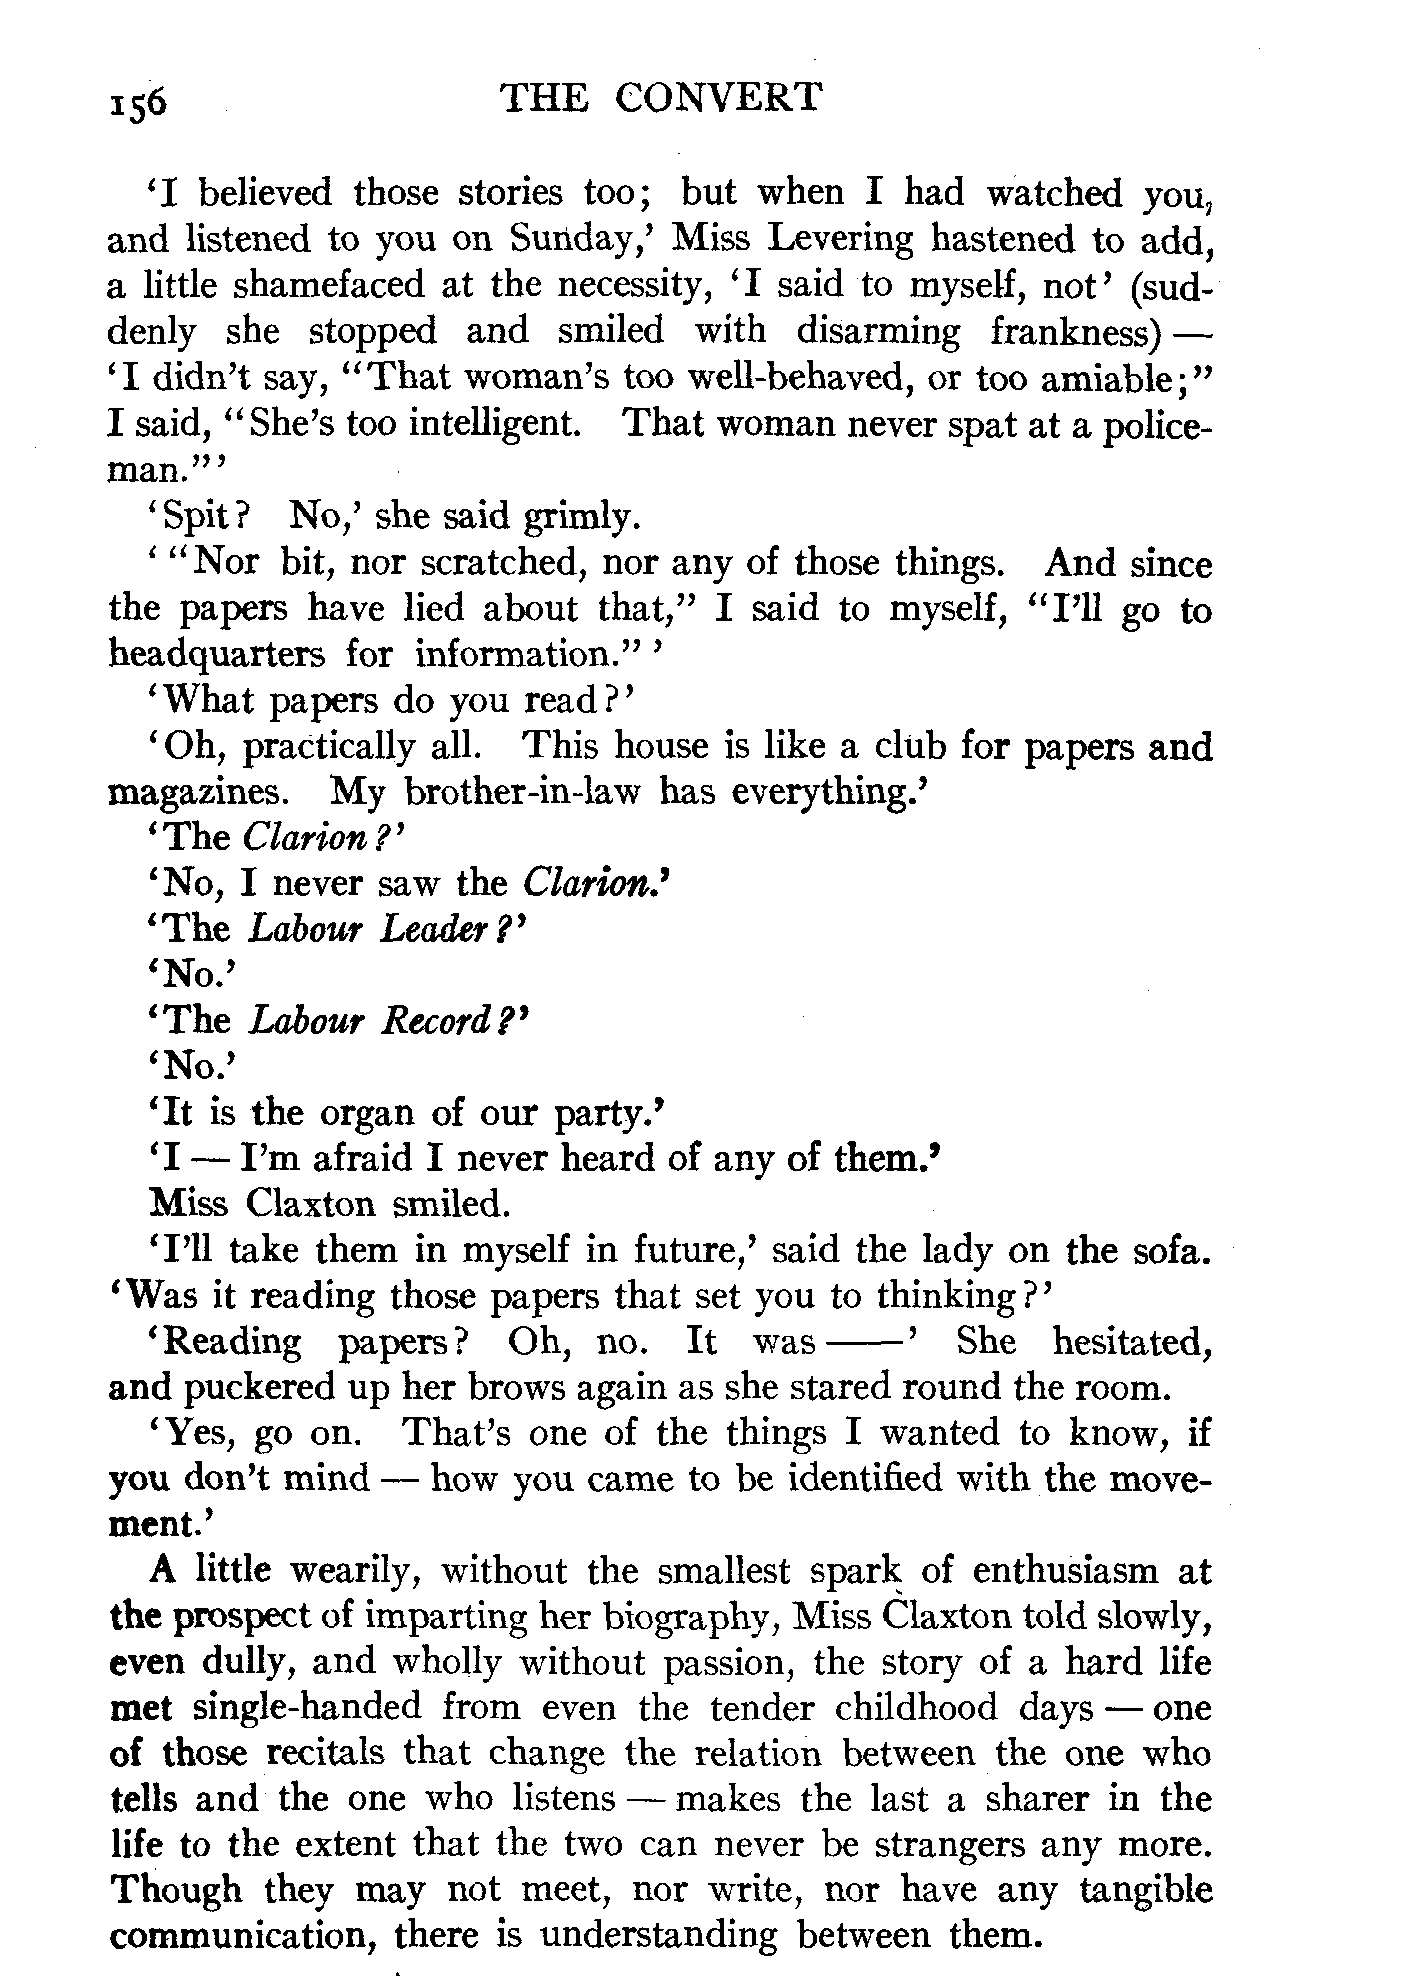 156 THE CONVERT
‘I believed those stories too; but when I had watched you,
and listened to you on Sunday,’ Miss Levering hastened to add,
a little shamefaced at the necessity, ‘I said to myself, not’ (sud-
denly she stopped and smiled with disarming frankness) —
‘I didn’t say, “That woman’s too well-behaved, or too amiable;”
I said, “She’s too intelligent. That woman never spat at a police-
man.”’
‘Spit? No,’ she said grimly.
‘“Nor bit, nor scratched, nor any of those things. And since
the papers have lied about that,” I said to myself, “I’ll go to
headquarters for information.”’
‘What papers do you read?’
‘Oh, practically all. This house is like a club for papers and
magazines. My brother-in-law has everything.’
‘The Clarion?’
‘No, I never saw the Clarion.’
‘The Labour Leader?’
‘No.’
‘The Labour Record?’
‘No.’
‘It is the organ of our party.’
‘I — I’m afraid I never heard of any of them.’
Miss Claxton smiled.
‘I’ll take them in myself in future,’ said the lady on the sofa.
‘Was it reading those papers that set you to thinking?’
‘Reading papers? Oh, no. It was ——’ She hesitated,
and puckered up her brows again as she stared round the room.
‘Yes, go on. That’s one of the things I wanted to know, if
you don’t mind — how you came to be identified with the move-
ment.’
A little wearily, without the smallest spark of enthusiasm at
the prospect of imparting her biography, Miss Claxton told slowly,
even dully, and wholly without passion, the story of a hard life
met single-handed from even the tender childhood days — one
of those recitals that change the relation between the one who
tells and the one who listens — makes the last a sharer in the
life to the extent that the two can never be strangers any more.
Though they may not meet, nor write, nor have any tangible
communication, there is understanding between them.